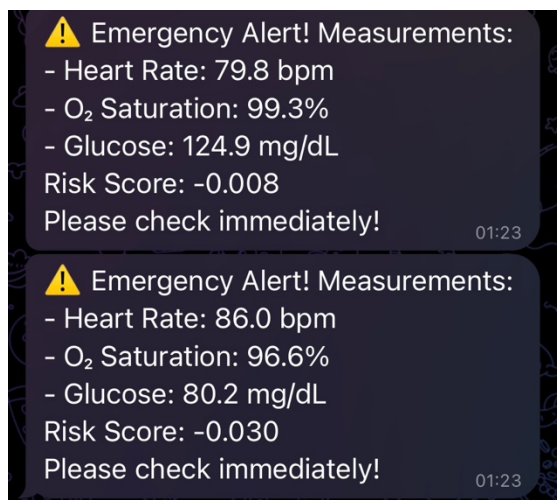 ⚠️ Emergency Alert! Measurements:
- Heart Rate: 79.8 bpm
- O₂ Saturation: 99.3%
- Glucose: 124.9 mg/dL
Risk Score: -0.008
Please check immediately!
01:23
⚠️ Emergency Alert! Measurements:
- Heart Rate: 86.0 bpm
- O₂ Saturation: 96.6%
- Glucose: 80.2 mg/dL
Risk Score: -0.030
Please check immediately!
01:23